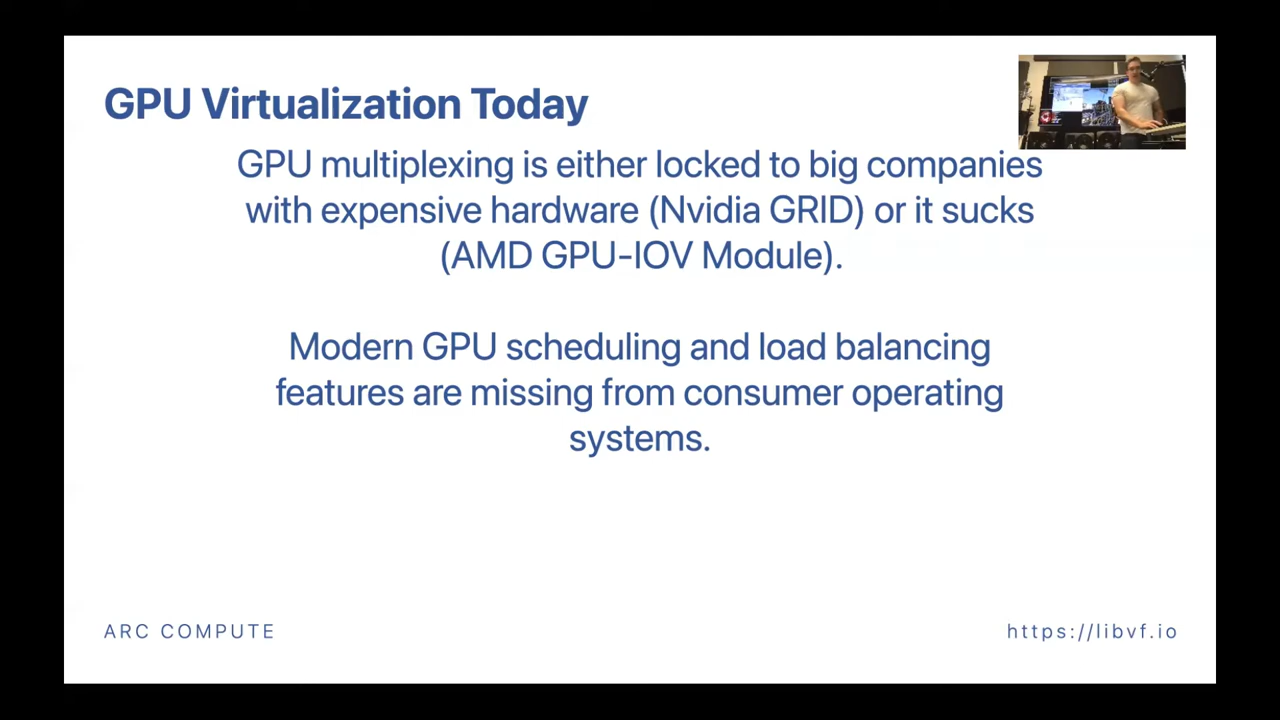 GPU Virtualization Today
GPU multiplexing is either locked to big companies
with expensive hardware (Nvidia GRID) or it sucks
(AMD GPU-IOV Module).
Modern GPU scheduling and load balancing
features are missing from consumer operating
systems.
ARC COMPUTE
https://libvf.io